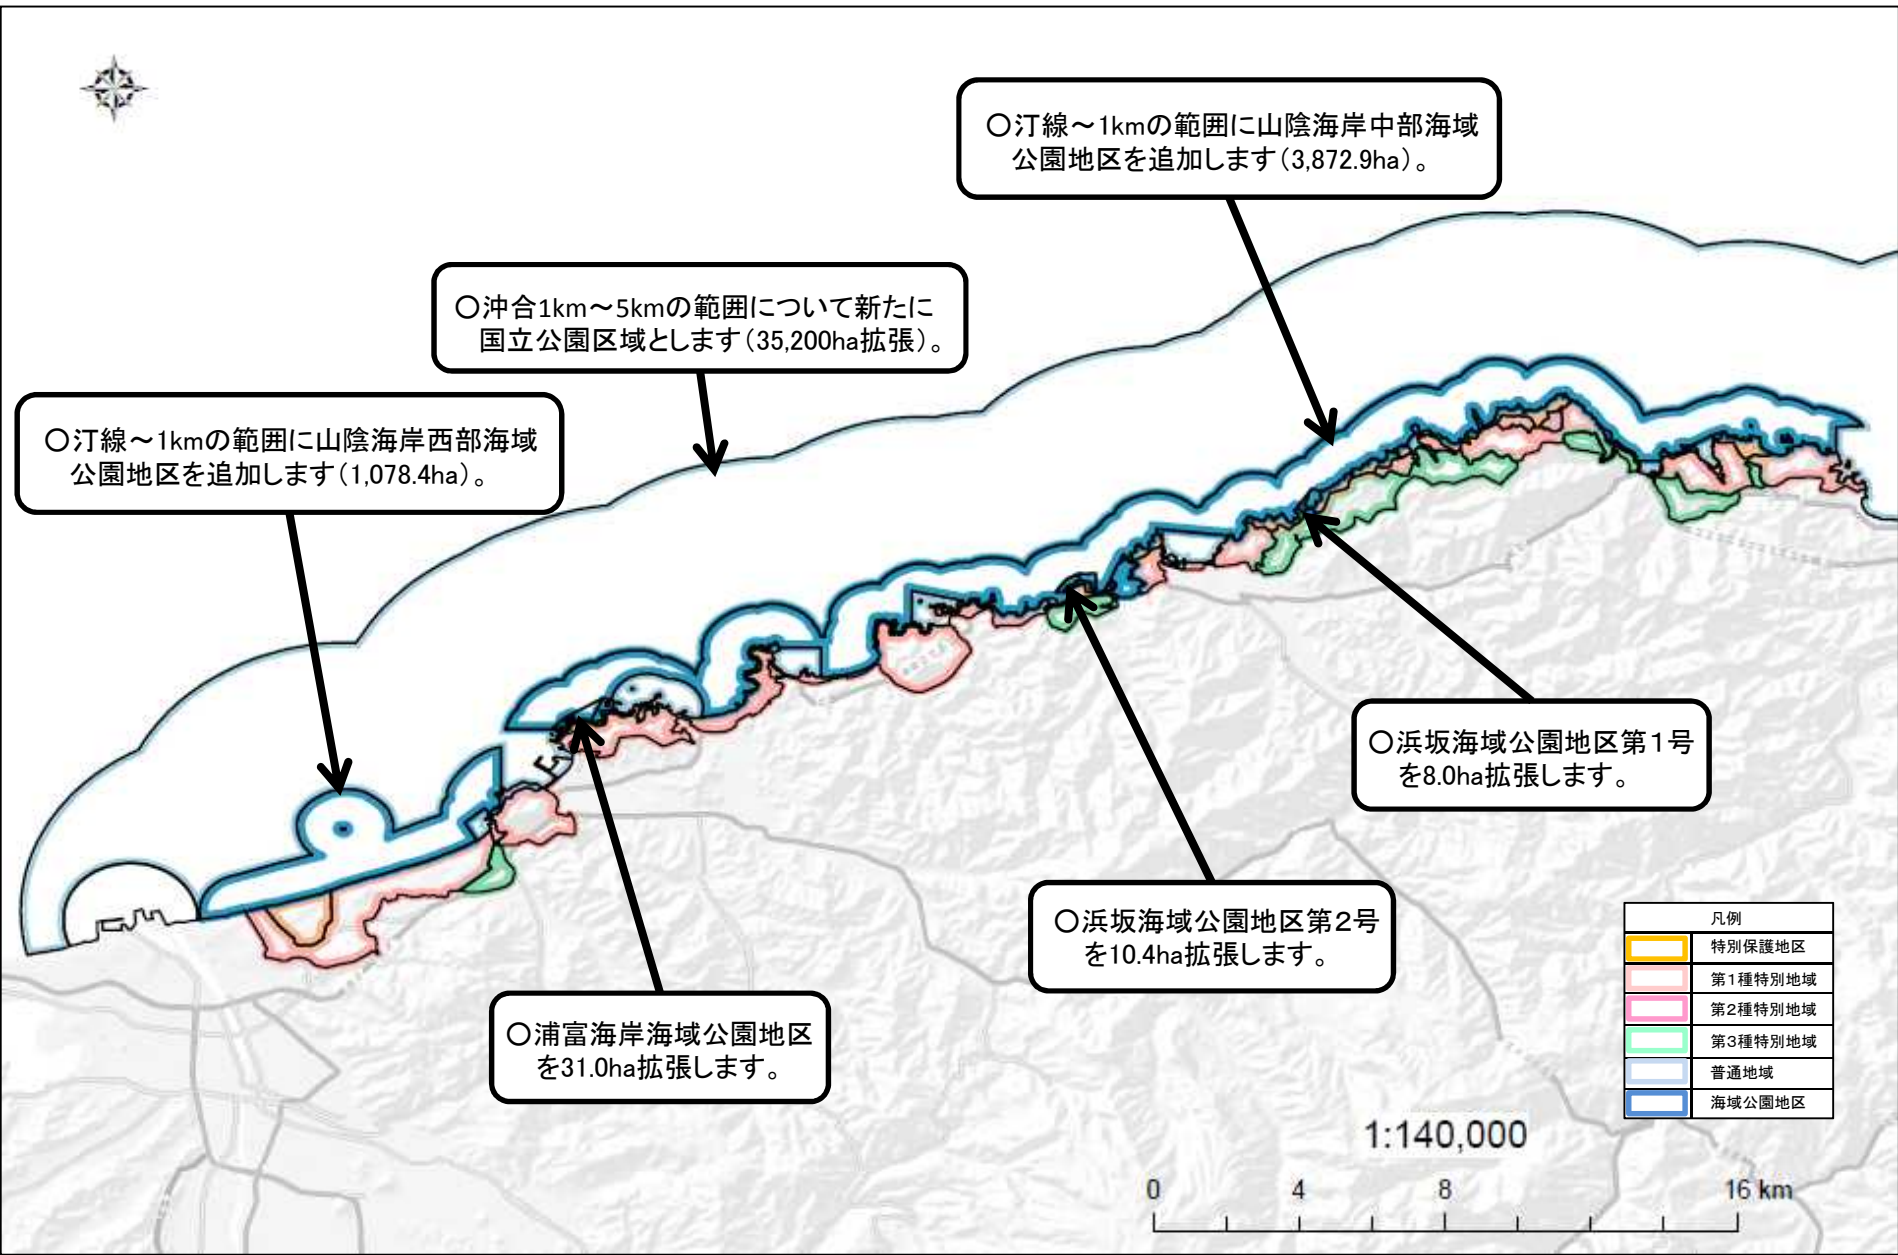 〇汀線～1kmの範囲に山陰海岸中部海域
公園地区を追加します（3,872.9ha）。
〇沖合1km～5kmの範囲について新たに
国立公園区域とします（35,200ha拡張）。
〇汀線～1kmの範囲に山陰海岸西部海域
公園地区を追加します（1,078.4ha）。
〇浜坂海域公園地区第１号
を8.0ha拡張します。
〇浜坂海域公園地区第２号
を10.4ha拡張します。
〇浦富海岸海域公園地区
を31.0ha拡張します。
凡例
特別保護地区
第１種特別地域
第２種特別地域
第３種特別地域
普通地域
海域公園地区
1:140,000
0 4 8 16 km